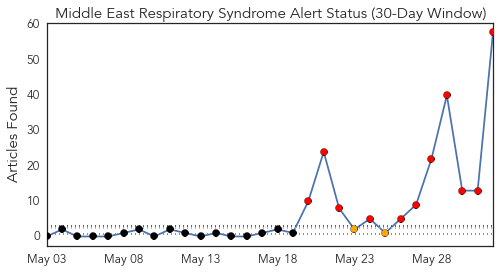 Middle East Respiratory Syndrome Alert Status (30-Day Window)
Articles Found
60
50
40
30
20
10
0
May 03 May 08 May 13 May 18 May 23 May 28